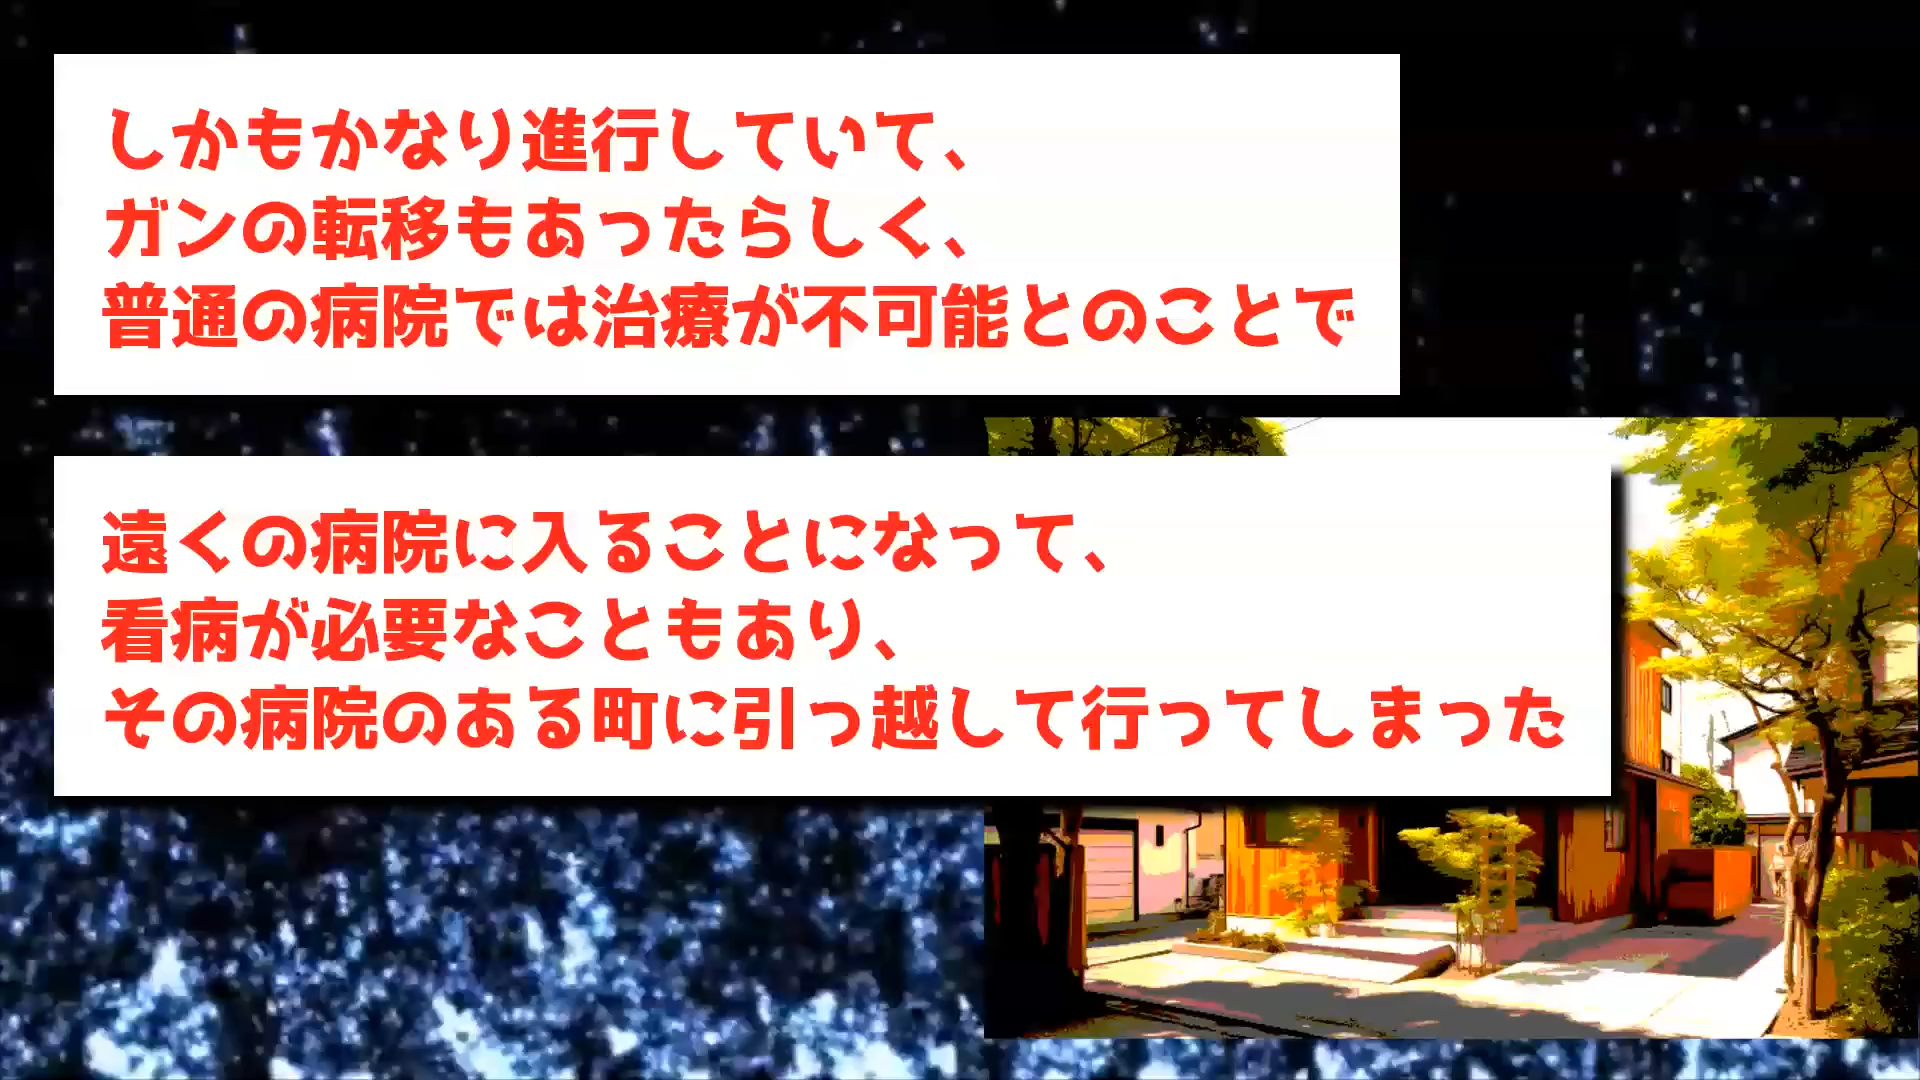 しかもかなり進行していて、
ガンの転移もあったらしく、
普通の病院では治療が不可能とのことで
遠くの病院に入ることになって、
看病が必要なこともあり、
その病院のある町に引っ越して行ってしまった